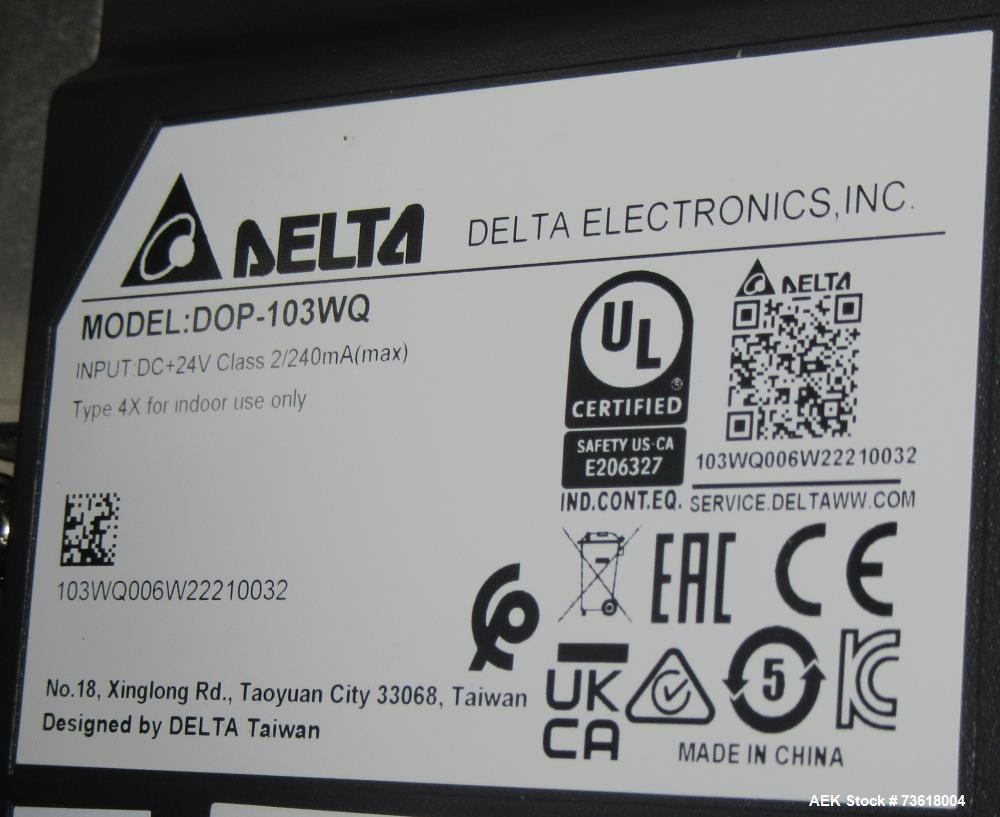 DELTA DELTA ELECTRONICS,INC.
MODEL:DOP-103WQ
INPUT:DC+24V Class 2/240mA(max)
Type 4X for indoor use only
103WQ006W22210032
No.18, Xinglong Rd., Taoyuan City 33068, Taiwan
Designed by DELTA Taiwan
UL
®
CERTIFIED
SAFETY US·CA
E206327
IND.CONT.EQ.
DELTA
103WQ006W22210032
SERVICE.DELTAWW.COM
EAC CE
UK
CA
5
KC
MADE IN CHINA
AEK Stock # 73618004